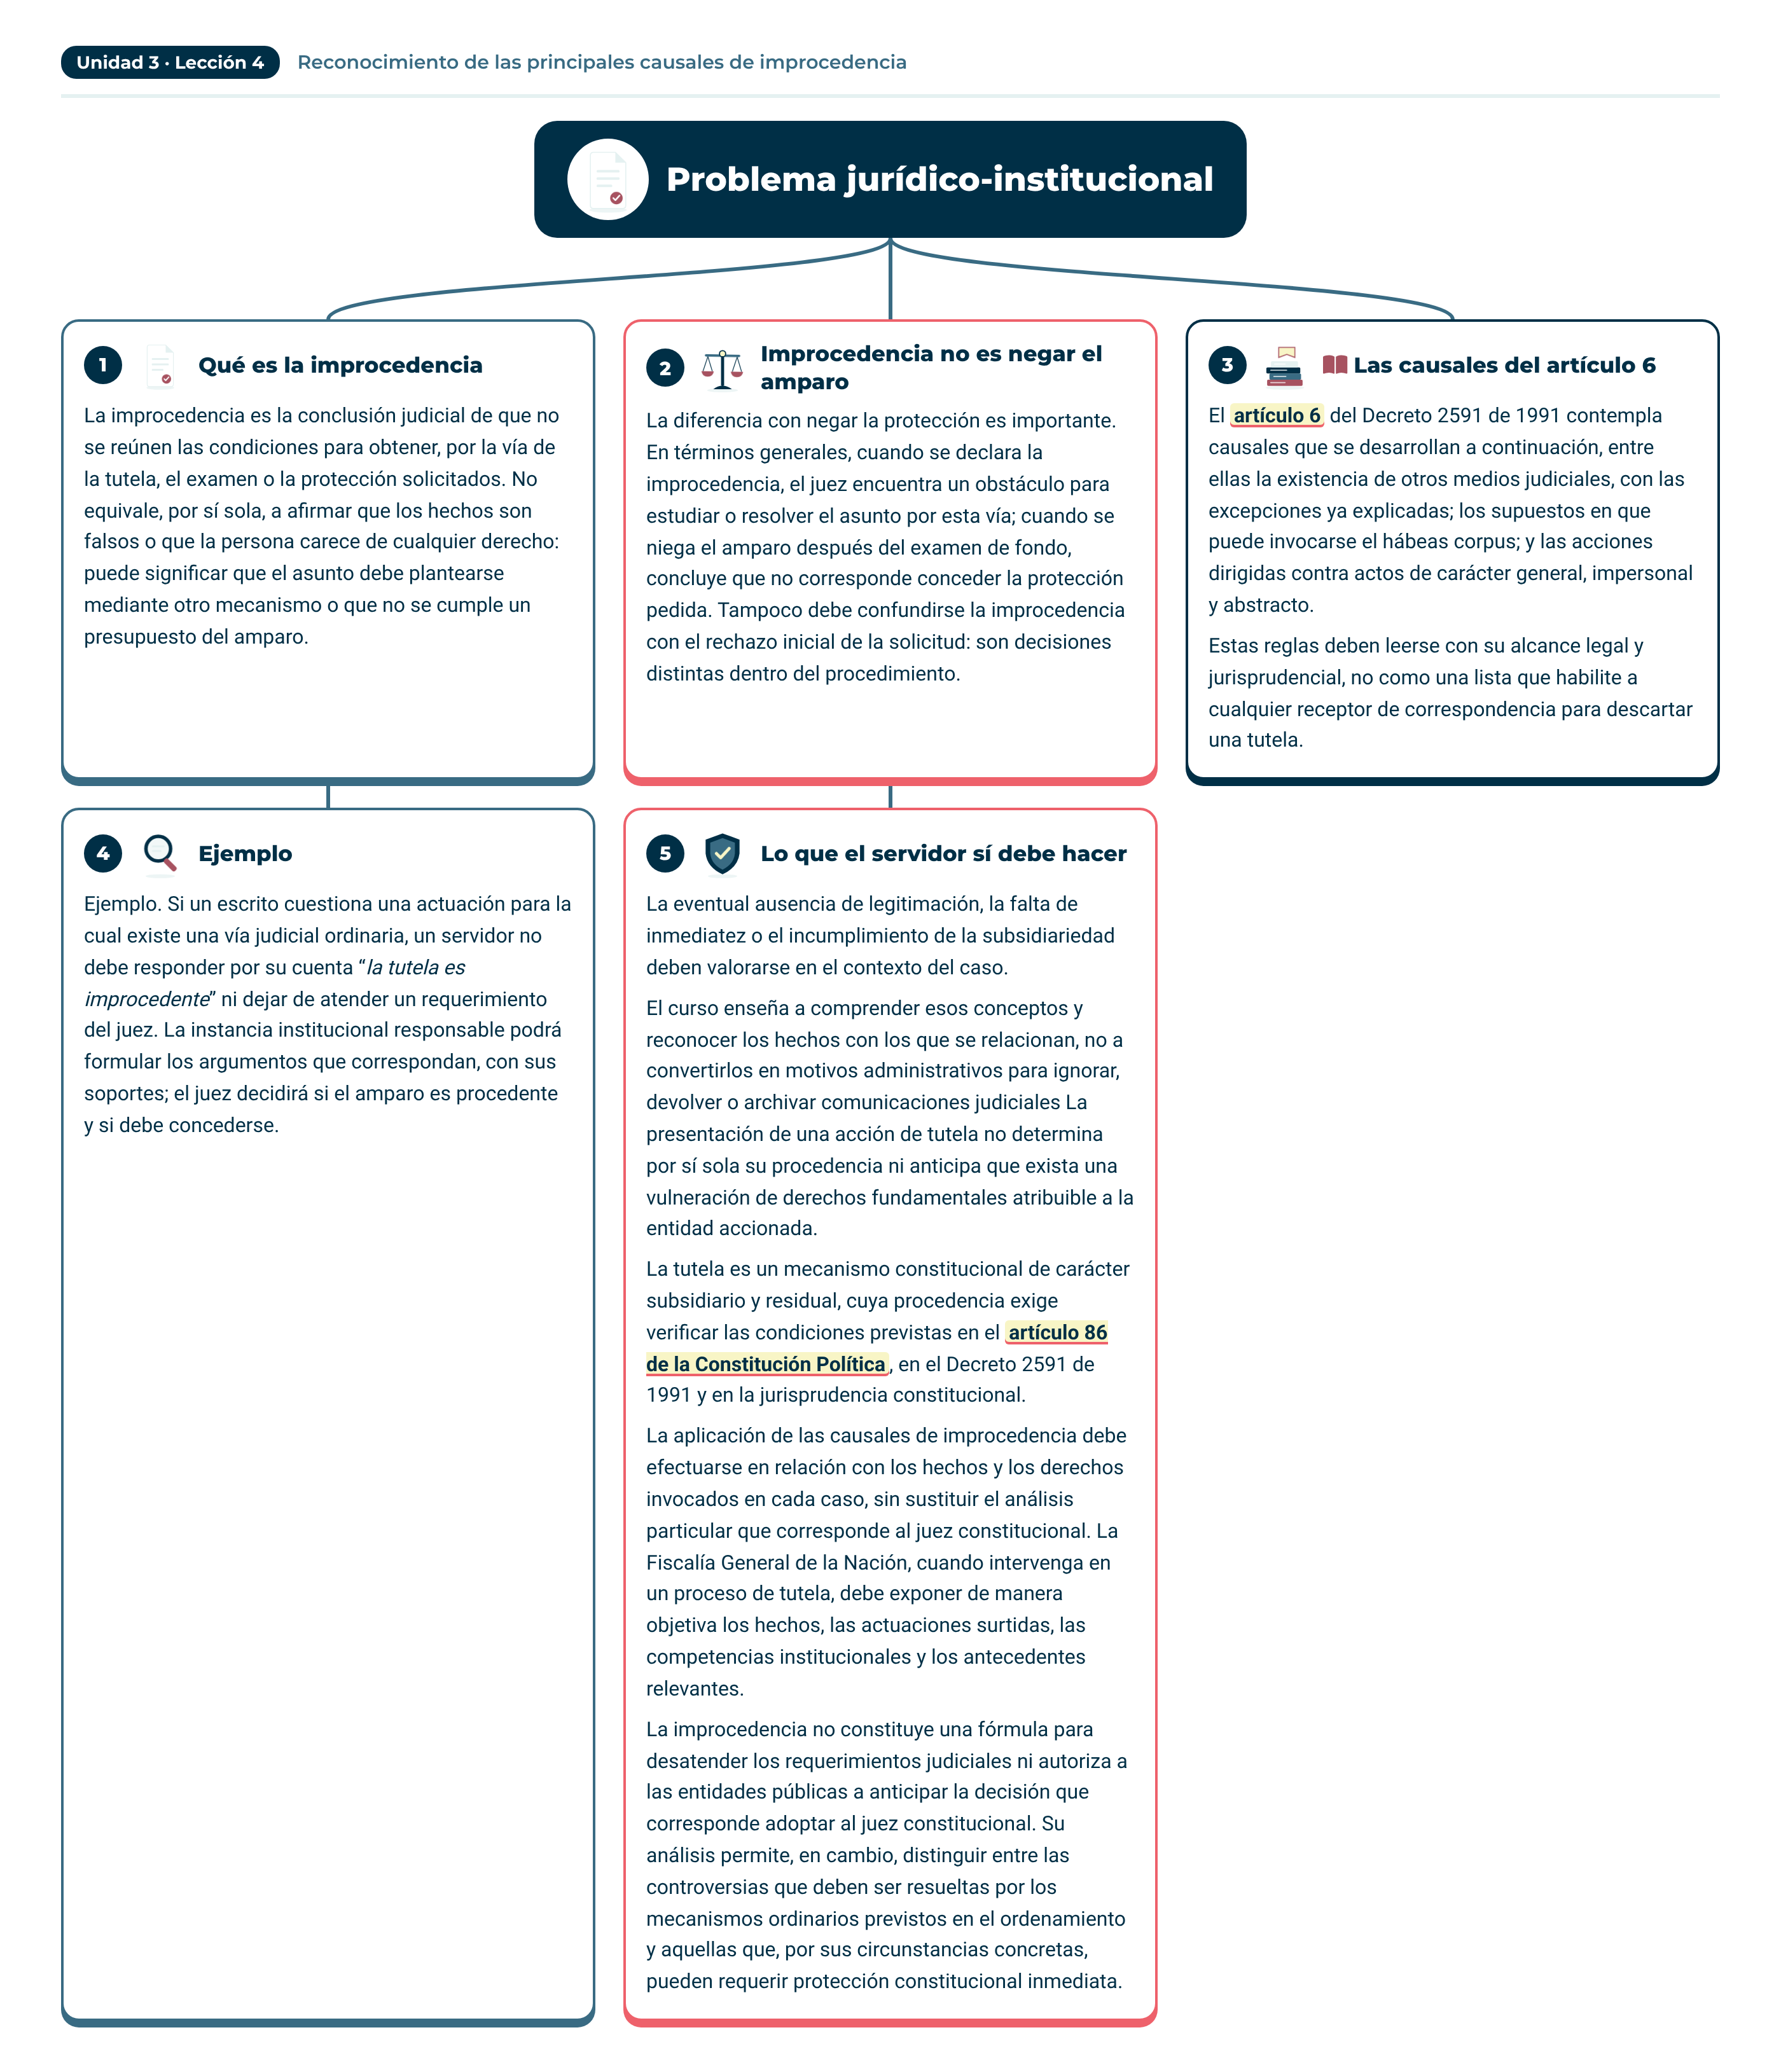 Unidad 3 · Lección 4
Reconocimiento de las principales causales de improcedencia
Problema jurídico-institucional
1
Qué es la improcedencia
La improcedencia es la conclusión judicial de que no
se reúnen las condiciones para obtener, por la vía de
la tutela, el examen o la protección solicitados. No
equivale, por sí sola, a afirmar que los hechos son
falsos o que la persona carece de cualquier derecho:
puede significar que el asunto debe plantearse
mediante otro mecanismo o que no se cumple un
presupuesto del amparo.
2
Improcedencia no es negar el
amparo
La diferencia con negar la protección es importante.
En términos generales, cuando se declara la
improcedencia, el juez encuentra un obstáculo para
estudiar o resolver el asunto por esta vía; cuando se
niega el amparo después del examen de fondo,
concluye que no corresponde conceder la protección
pedida. Tampoco debe confundirse la improcedencia
con el rechazo inicial de la solicitud: son decisiones
distintas dentro del procedimiento.
3
Las causales del artículo 6
El artículo 6 del Decreto 2591 de 1991 contempla
causales que se desarrollan a continuación, entre
ellas la existencia de otros medios judiciales, con las
excepciones ya explicadas; los supuestos en que
puede invocarse el hábeas corpus; y las acciones
dirigidas contra actos de carácter general, impersonal
y abstracto.
Estas reglas deben leerse con su alcance legal y
jurisprudencial, no como una lista que habilite a
cualquier receptor de correspondencia para descartar
una tutela.
4
Ejemplo
Ejemplo. Si un escrito cuestiona una actuación para la
cual existe una vía judicial ordinaria, un servidor no
debe responder por su cuenta “la tutela es
improcedente” ni dejar de atender un requerimiento
del juez. La instancia institucional responsable podrá
formular los argumentos que correspondan, con sus
soportes; el juez decidirá si el amparo es procedente
y si debe concederse.
5
Lo que el servidor sí debe hacer
La eventual ausencia de legitimación, la falta de
inmediatez o el incumplimiento de la subsidiariedad
deben valorarse en el contexto del caso.
El curso enseña a comprender esos conceptos y
reconocer los hechos con los que se relacionan, no a
convertirlos en motivos administrativos para ignorar,
devolver o archivar comunicaciones judiciales La
presentación de una acción de tutela no determina
por sí sola su procedencia ni anticipa que exista una
vulneración de derechos fundamentales atribuible a la
entidad accionada.
La tutela es un mecanismo constitucional de carácter
subsidiario y residual, cuya procedencia exige
verificar las condiciones previstas en el artículo 86
de la Constitución Política, en el Decreto 2591 de
1991 y en la jurisprudencia constitucional.
La aplicación de las causales de improcedencia debe
efectuarse en relación con los hechos y los derechos
invocados en cada caso, sin sustituir el análisis
particular que corresponde al juez constitucional. La
Fiscalía General de la Nación, cuando intervenga en
un proceso de tutela, debe exponer de manera
objetiva los hechos, las actuaciones surtidas, las
competencias institucionales y los antecedentes
relevantes.
La improcedencia no constituye una fórmula para
desatender los requerimientos judiciales ni autoriza a
las entidades públicas a anticipar la decisión que
corresponde adoptar al juez constitucional. Su
análisis permite, en cambio, distinguir entre las
controversias que deben ser resueltas por los
mecanismos ordinarios previstos en el ordenamiento
y aquellas que, por sus circunstancias concretas,
pueden requerir protección constitucional inmediata.